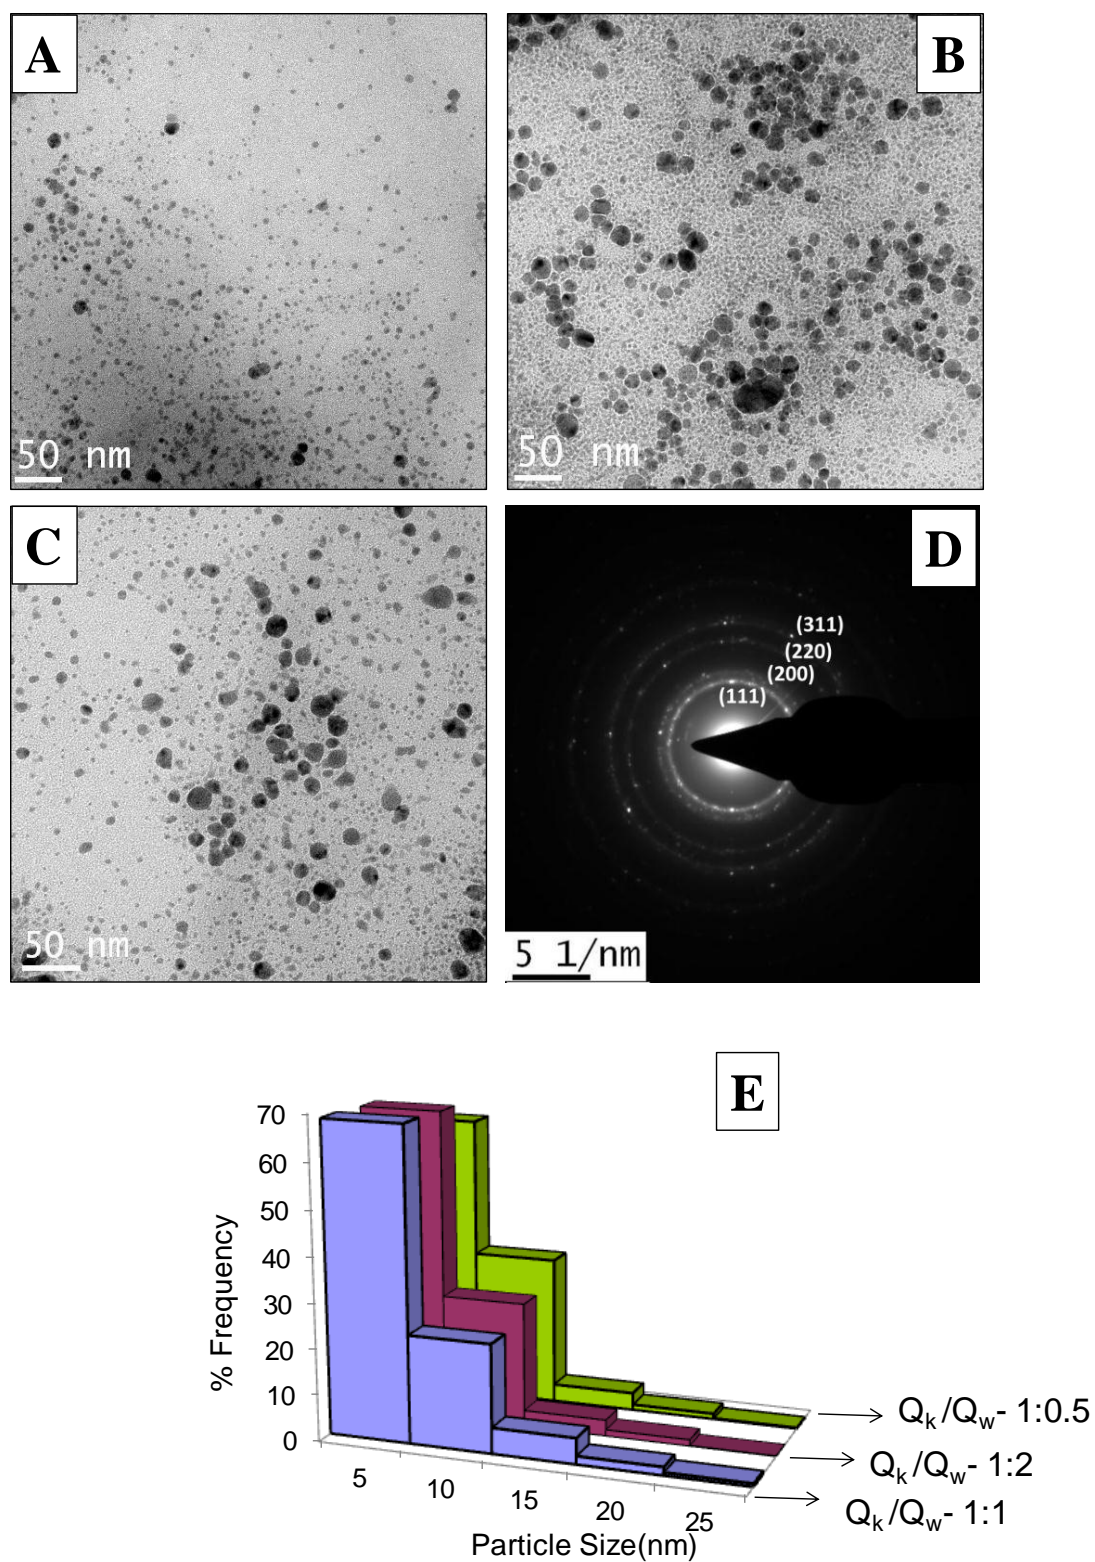 A
B
50 nm
50 nm
C
D
(311)
(220)
(200)
(111)
50 nm
5 1/nm
E
70
60
50
40
30
20
10
0
% Frequency
5
10
15
20
25
Particle Size(nm)
Qk/Qw- 1:0.5
Qk/Qw- 1:2
Qk/Qw- 1:1